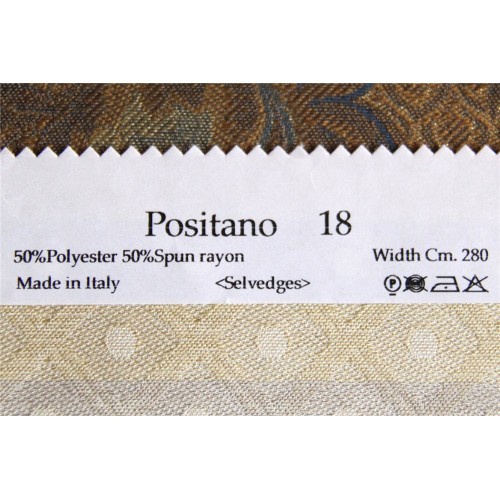 Positano 18
50%Polyester 50%Spun rayon Width Cm. 280
Made in Italy <Selvedges> P